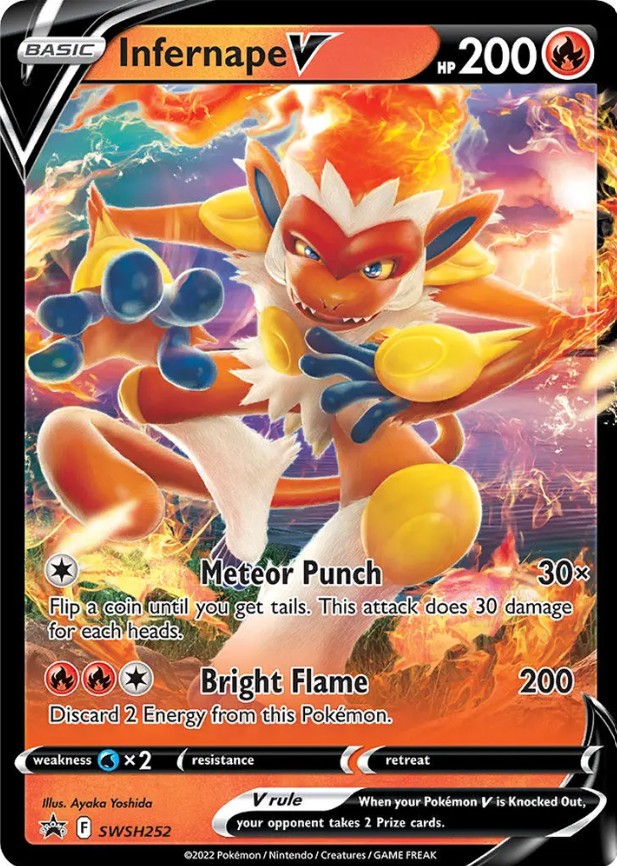 BASIC Infernape V HP 200
Meteor Punch 30×
Flip a coin until you get tails. This attack does 30 damage
for each heads.
Bright Flame 200
Discard 2 Energy from this Pokémon.
weakness ×2 resistance retreat
Illus. Ayaka Yoshida
V rule When your Pokémon V is Knocked Out,
your opponent takes 2 Prize cards.
PROMO F SWSH252
©2022 Pokémon / Nintendo / Creatures / GAME FREAK